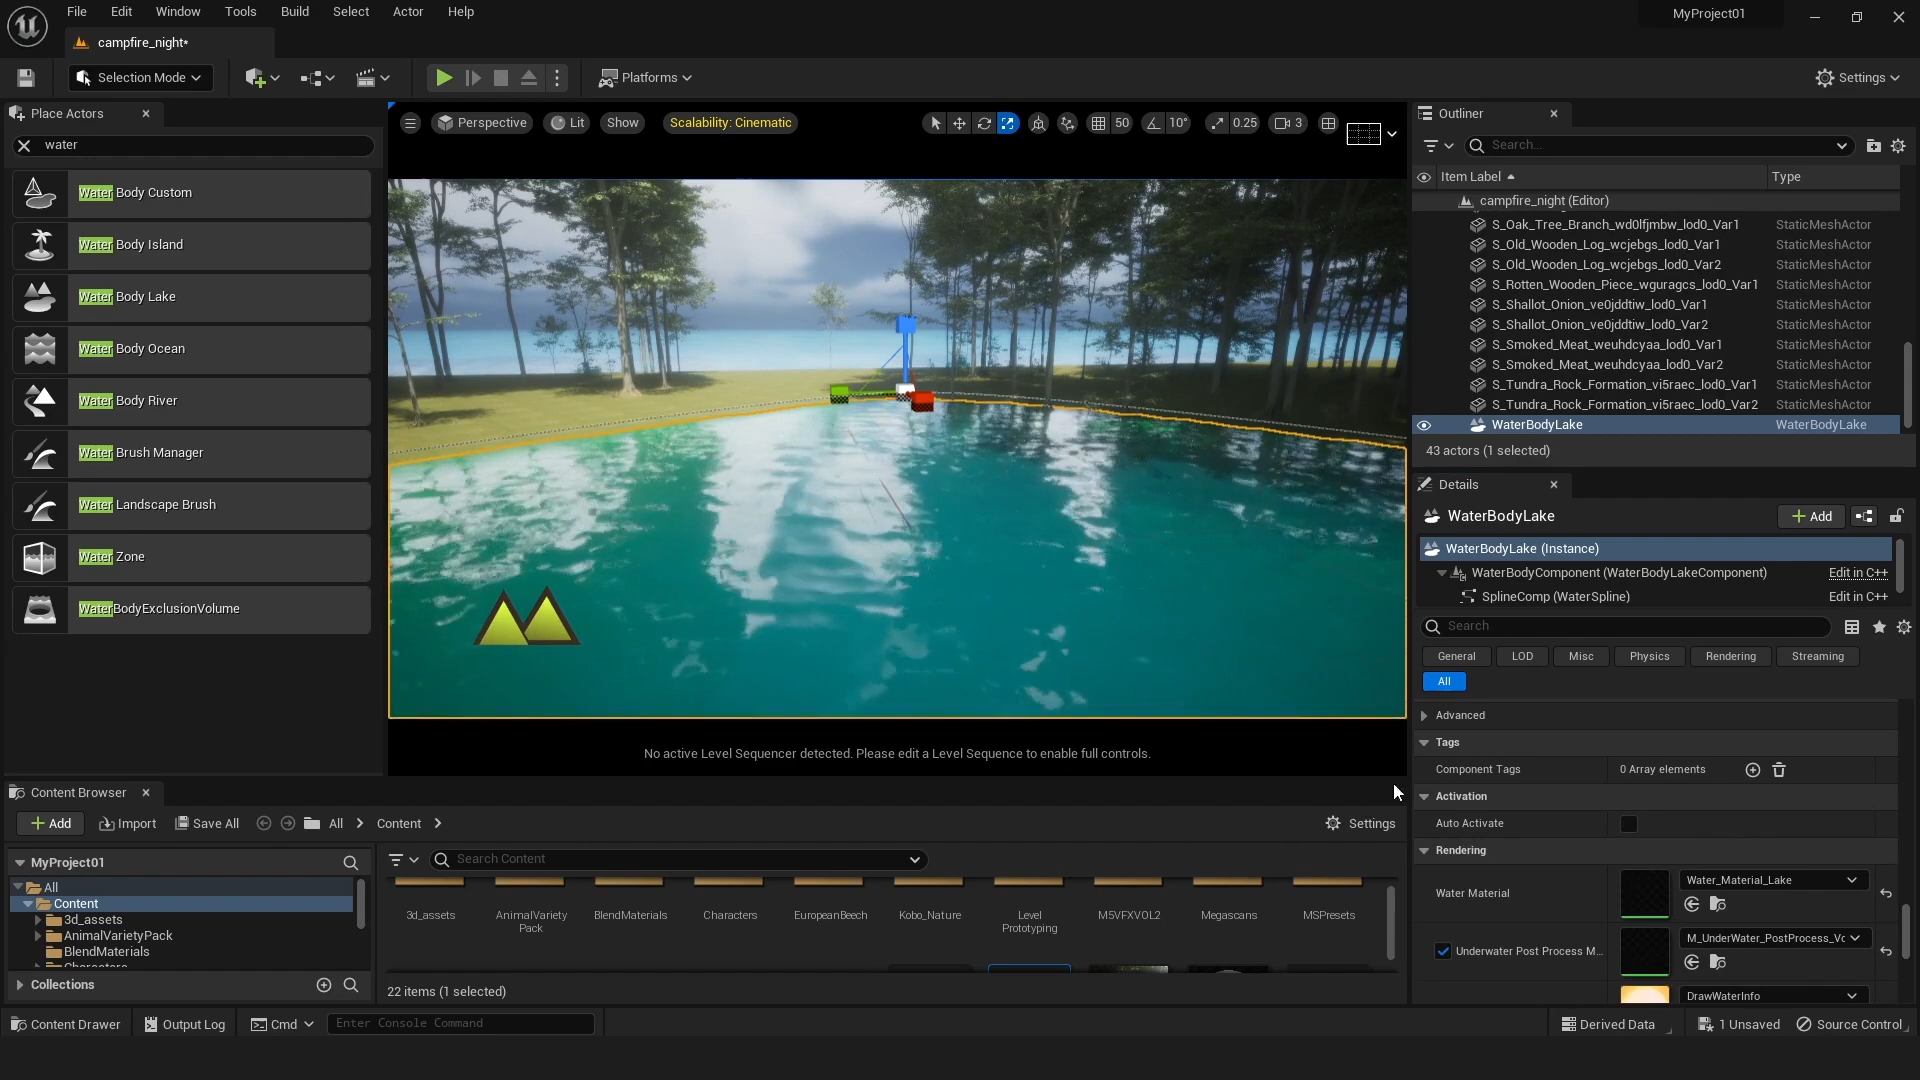 File Edit Window Tools Build Select Actor Help
MyProject01
campfire_night*
Selection Mode
Platforms
Settings
Place Actors
water
Water Body Custom
Water Body Island
Water Body Lake
Water Body Ocean
Water Body River
Water Brush Manager
Water Landscape Brush
Water Zone
WaterBodyExclusionVolume
Perspective Lit Show Scalability: Cinematic 50 10° 0.25 3
No active Level Sequencer detected. Please edit a Level Sequence to enable full controls.
Outliner
Search...
Item Label Type
campfire_night (Editor)
S_Oak_Tree_Branch_wd0lfjmbw_lod0_Var1 StaticMeshActor
S_Old_Wooden_Log_wcjebgs_lod0_Var1 StaticMeshActor
S_Old_Wooden_Log_wcjebgs_lod0_Var2 StaticMeshActor
S_Rotten_Wooden_Piece_wguragcs_lod0_Var1 StaticMeshActor
S_Shallot_Onion_ve0jddtiw_lod0_Var1 StaticMeshActor
S_Shallot_Onion_ve0jddtiw_lod0_Var2 StaticMeshActor
S_Smoked_Meat_weuhdcyaa_lod0_Var1 StaticMeshActor
S_Smoked_Meat_weuhdcyaa_lod0_Var2 StaticMeshActor
S_Tundra_Rock_Formation_vi5raec_lod0_Var1 StaticMeshActor
S_Tundra_Rock_Formation_vi5raec_lod0_Var2 StaticMeshActor
WaterBodyLake WaterBodyLake
43 actors (1 selected)
Details
WaterBodyLake
Add
WaterBodyLake (Instance)
WaterBodyComponent (WaterBodyLakeComponent) Edit in C++
SplineComp (WaterSpline) Edit in C++
Search
General LOD Misc Physics Rendering Streaming
All
Advanced
Tags
Component Tags 0 Array elements
Activation
Auto Activate
Rendering
Water Material Water_Material_Lake
Underwater Post Process M... M_UnderWater_PostProcess_Vc
DrawWaterInfo
Content Browser
Add Import Save All All Content Settings
MyProject01
All
Content
3d_assets
AnimalVarietyPack
BlendMaterials
Characters
Collections
Search Content
3d_assets AnimalVariety Pack BlendMaterials Characters EuropeanBeech Kobo_Nature Level Prototyping M5VFXVOL2 Megascans MSPresets
22 items (1 selected)
Content Drawer Output Log Cmd Enter Console Command Derived Data 1 Unsaved Source Control